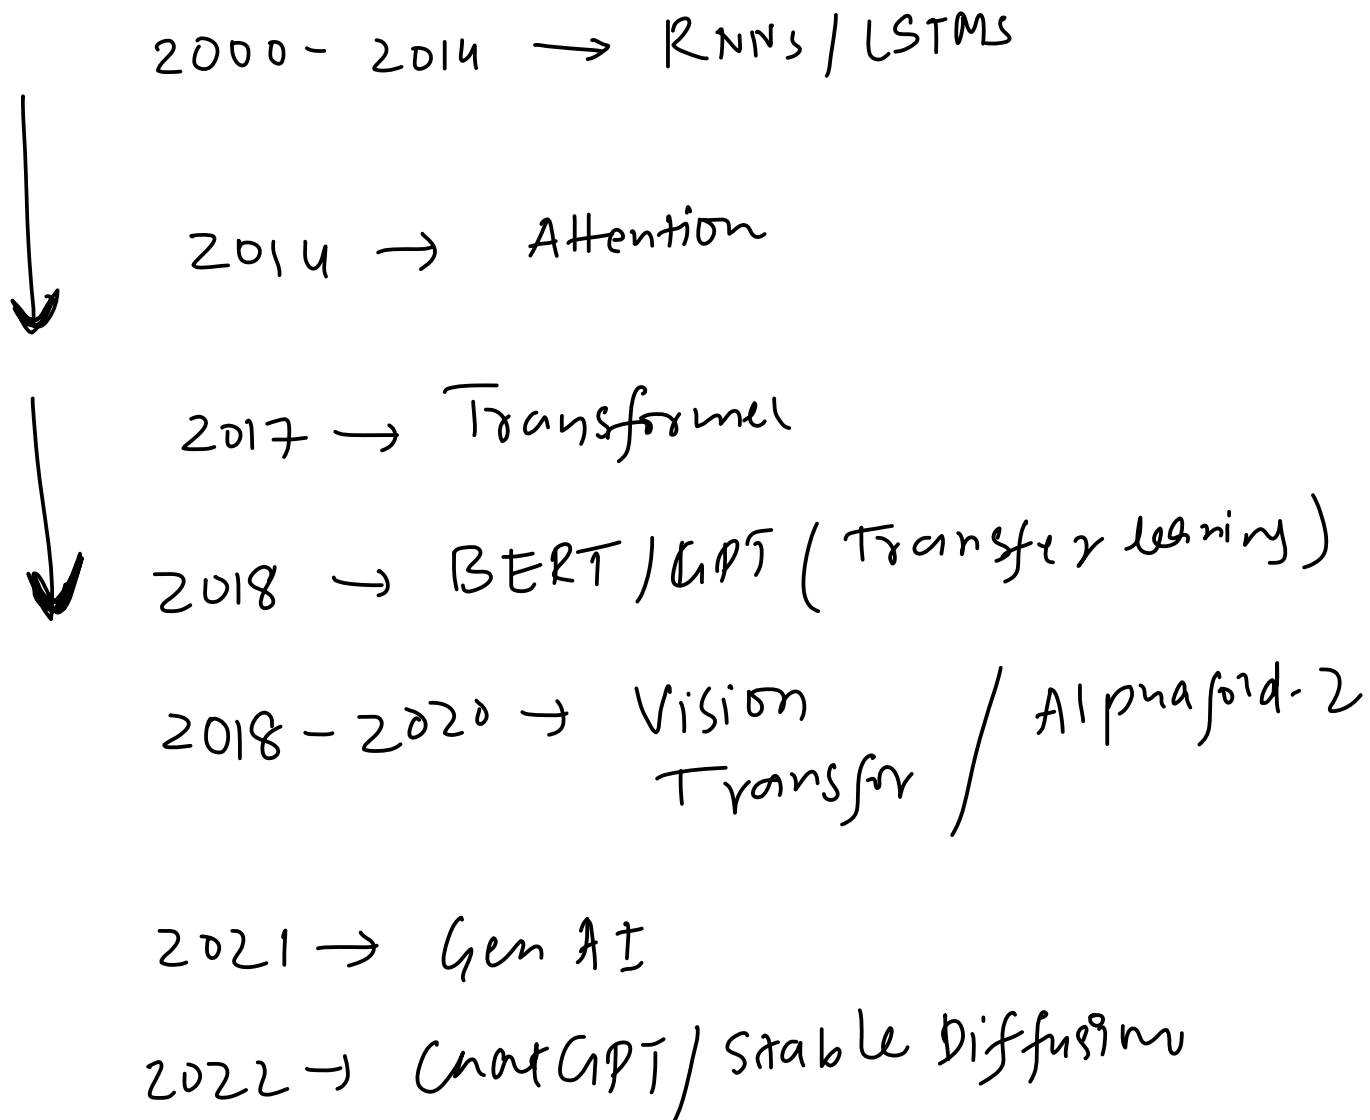 2000 - 2014 → RNNs / LSTMs
2014 → Attention
2017 → Transformer
2018 → BERT / GPT ( Transfer learning )
2018 - 2020 → Vision Transfor / Alphafold-2
2021 → Gen AI
2022 → ChatGPT / Stable Diffusion